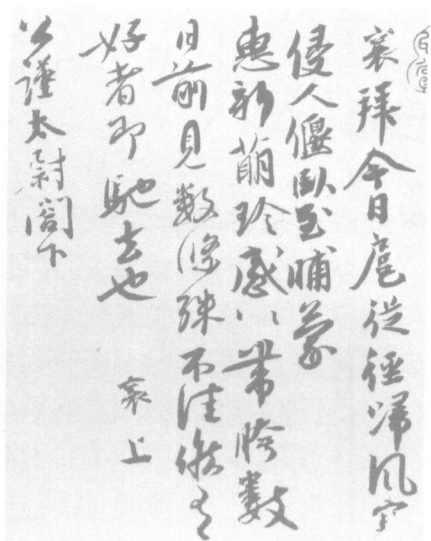 襄拜今日扈從徑歸風寒
侵人偃臥至晡蒙
惠新萌珍感〻帶胯數
日前見數條殊不佳候有
好者即馳去也 襄上
公謹太尉閤下